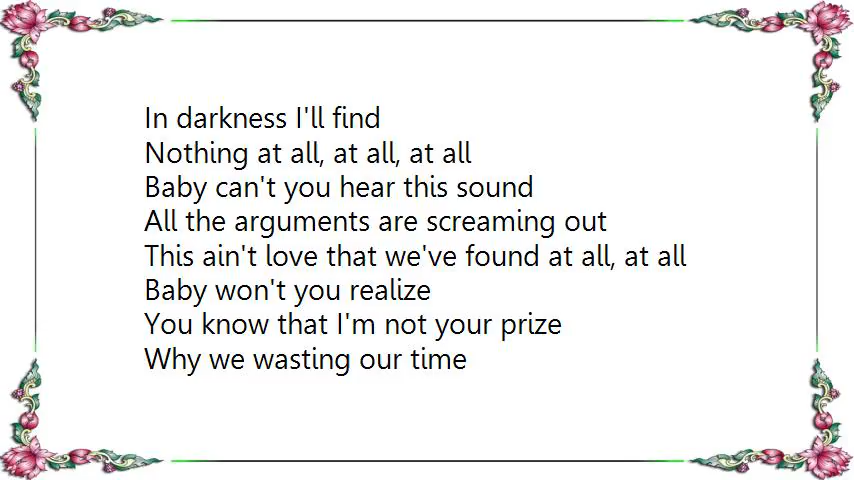 In darkness I'll find
Nothing at all, at all, at all
Baby can't you hear this sound
All the arguments are screaming out
This ain't love that we've found at all, at all
Baby won't you realize
You know that I'm not your prize
Why we wasting our time